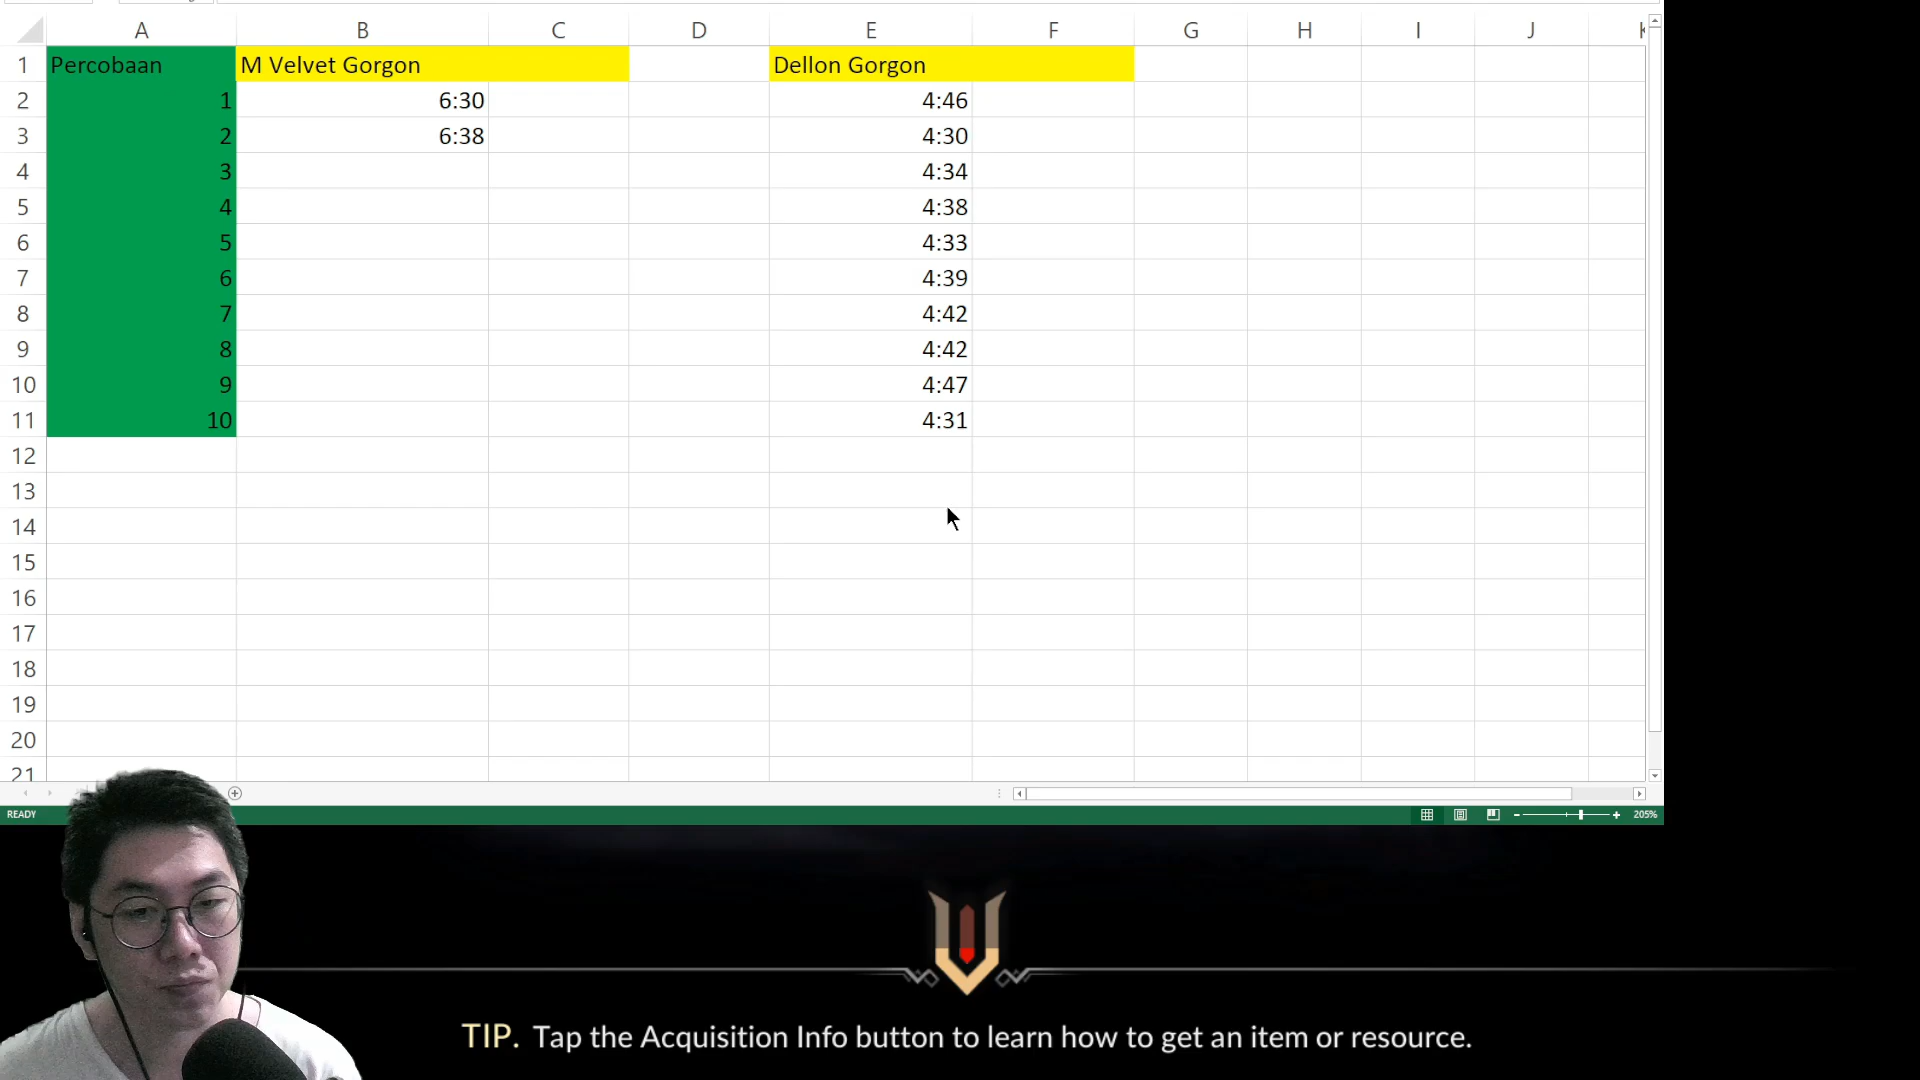 A B C D E F G H I J
1 Percobaan M Velvet Gorgon Dellon Gorgon
2 1 6:30 4:46
3 2 6:38 4:30
4 3 4:34
5 4 4:38
6 5 4:33
7 6 4:39
8 7 4:42
9 8 4:42
10 9 4:47
11 10 4:31
12
13
14
15
16
17
18
19
20
21
READY 205%
TIP. Tap the Acquisition Info button to learn how to get an item or resource.